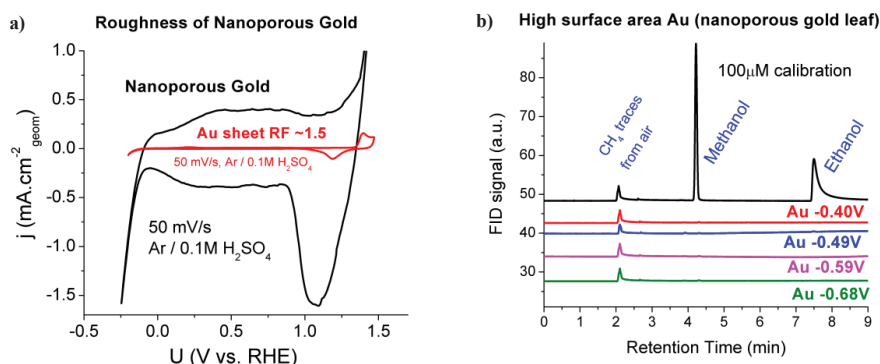 a)
Roughness of Nanoporous Gold
1.0
0.5
0.0
-0.5
-1.0
-1.5
j (mA.cm⁻²geom)
Nanoporous Gold
Au sheet RF ~1.5
50 mV/s, Ar / 0.1M H₂SO₄
50 mV/s
Ar / 0.1M H₂SO₄
-0.5 0.0 0.5 1.0 1.5
U (V vs. RHE)
b)
High surface area Au (nanoporous gold leaf)
80
70
60
50
40
30
FID signal (a.u.)
100µM calibration
CH₄ traces
from air
Methanol
Ethanol
Au -0.40V
Au -0.49V
Au -0.59V
Au -0.68V
0 1 2 3 4 5 6 7 8 9
Retention Time (min)